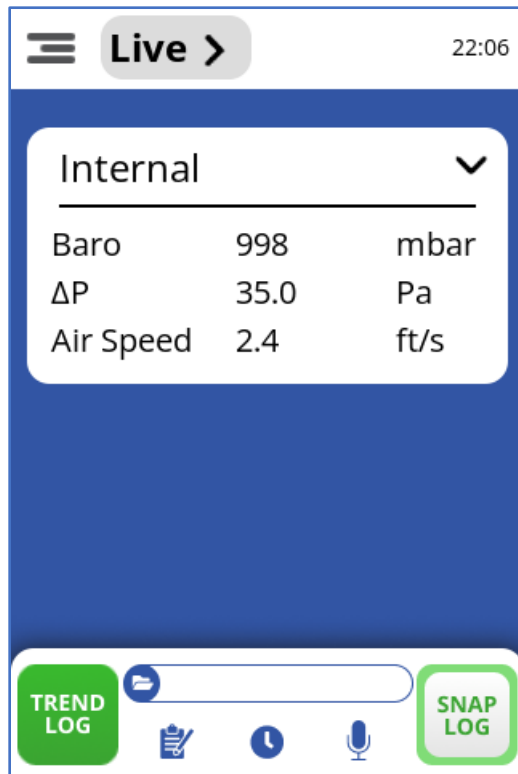 Live >
22:06
Internal
Baro 998 mbar
ΔP 35.0 Pa
Air Speed 2.4 ft/s
TREND
LOG
SNAP
LOG